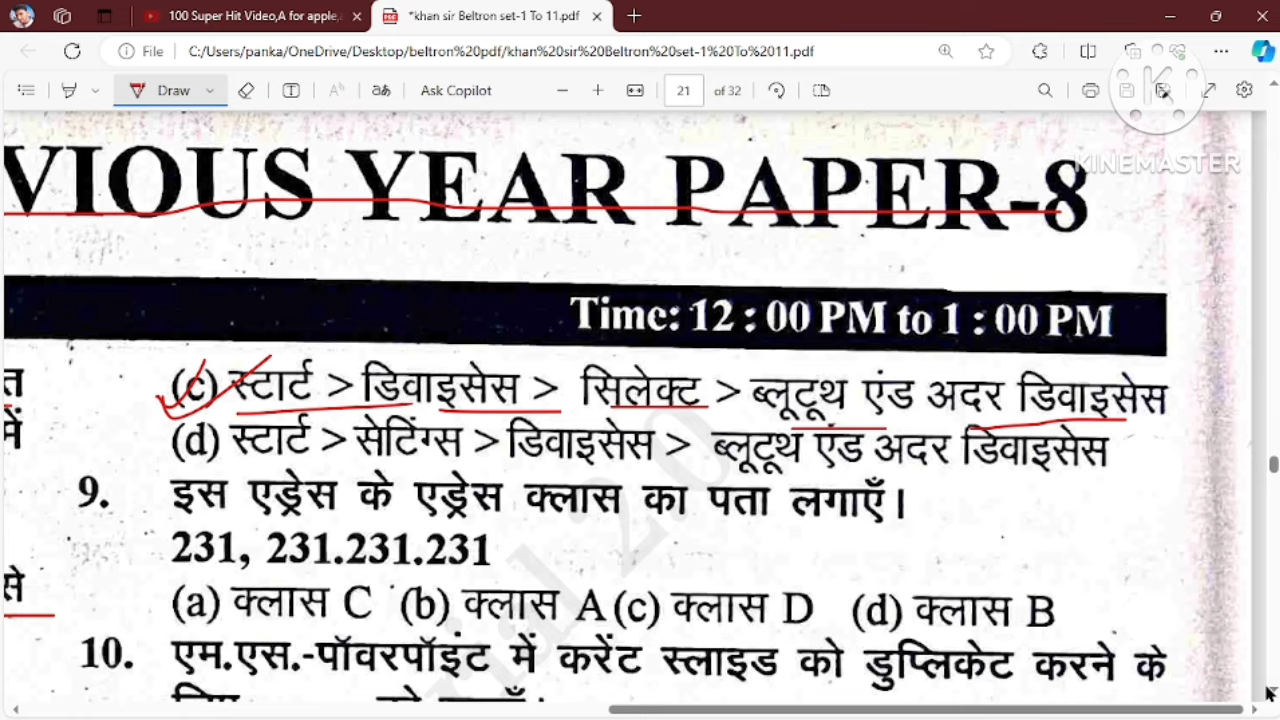 100 Super Hit Video,A for apple,
*khan sir Beltron set-1 To 11.pdf
File C:/Users/panka/OneDrive/Desktop/beltron%20pdf/khan%20sir%20Beltron%20set-1%20To%2011.pdf
Draw Ask Copilot 21 of 32
K
KINEMASTER
VIOUS YEAR PAPER-8
Time: 12 : 00 PM to 1 : 00 PM
त (c) स्टार्ट > डिवाइसेस > सिलेक्ट > ब्लूटूथ एंड अदर डिवाइसेस
में (d) स्टार्ट > सेटिंग्स > डिवाइसेस > ब्लूटूथ एंड अदर डिवाइसेस
9. इस एड्रेस के एड्रेस क्लास का पता लगाएँ।
231, 231.231.231
से (a) क्लास C (b) क्लास A (c) क्लास D (d) क्लास B
10. एम.एस.-पॉवरपॉइंट में करेंट स्लाइड को डुप्लिकेट करने के